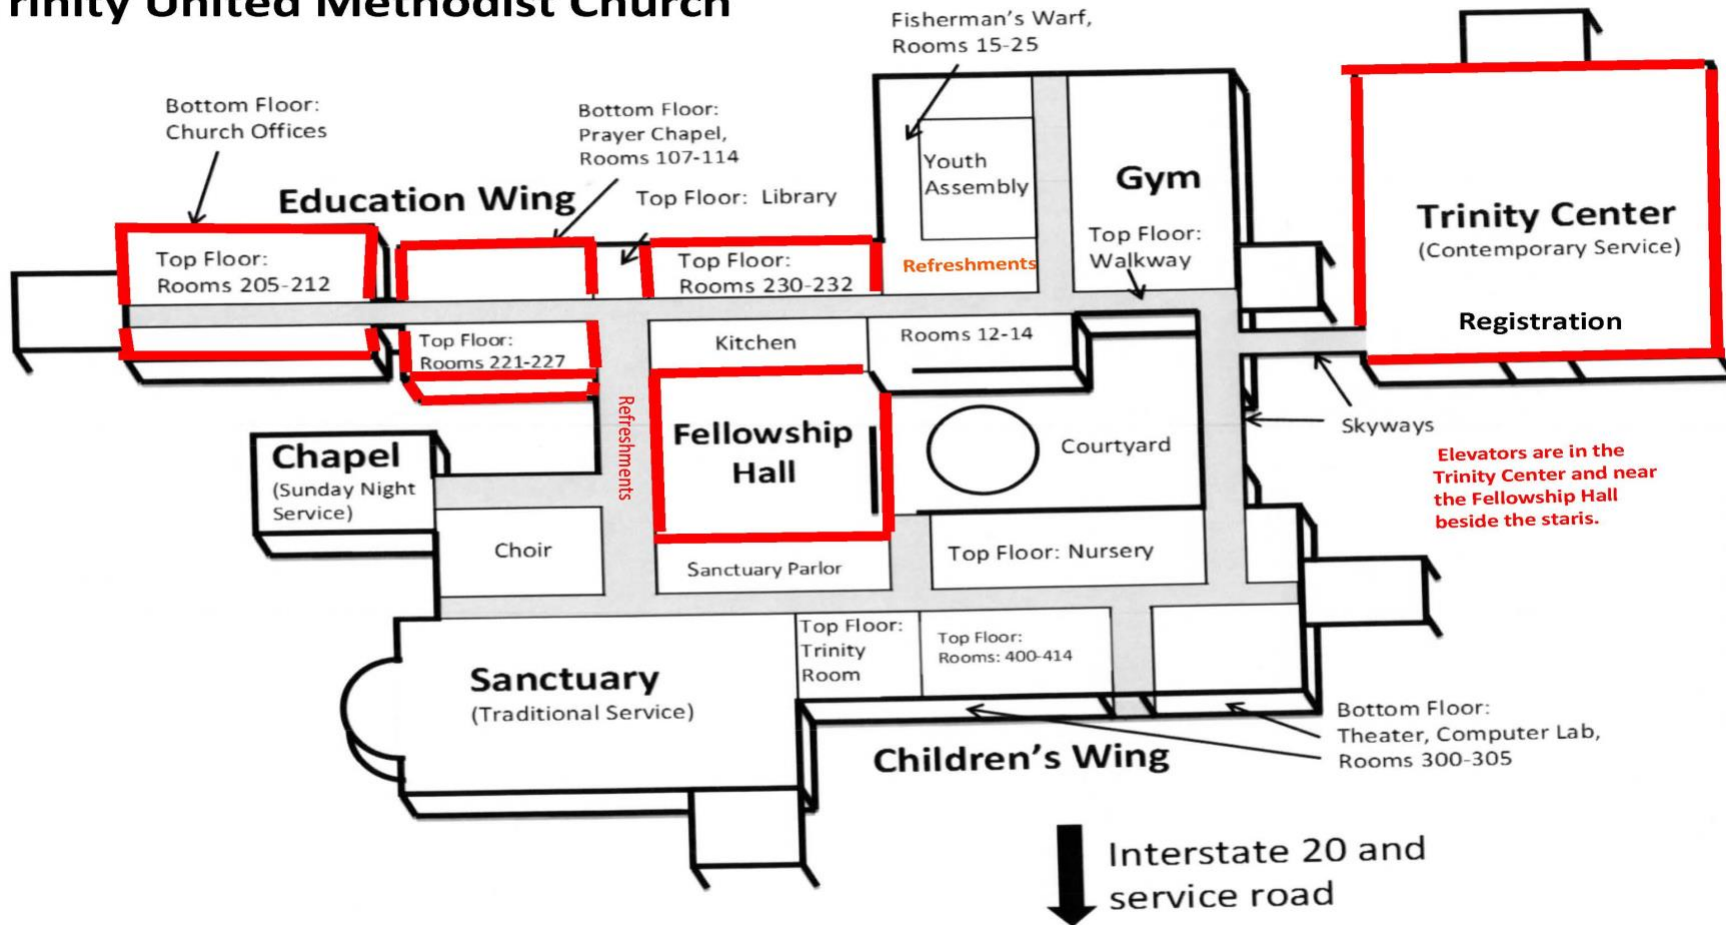 rinity United Methodist Church
Fisherman's Warf,
Rooms 15-25
Bottom Floor:
Church Offices
Bottom Floor:
Prayer Chapel,
Rooms 107-114
Education Wing
Top Floor: Library
Youth
Assembly
Gym
Trinity Center
(Contemporary Service)
Top Floor:
Rooms 205-212
Top Floor:
Rooms 230-232
Refreshments
Top Floor:
Walkway
Registration
Top Floor:
Rooms 221-227
Kitchen
Rooms 12-14
Refreshments
Fellowship
Hall
Courtyard
Skyways
Chapel
(Sunday Night
Service)
Elevators are in the
Trinity Center and near
the Fellowship Hall
beside the staris.
Choir
Sanctuary Parlor
Top Floor: Nursery
Sanctuary
(Traditional Service)
Top Floor:
Trinity
Room
Top Floor:
Rooms: 400-414
Children's Wing
Bottom Floor:
Theater, Computer Lab,
Rooms 300-305
Interstate 20 and
service road